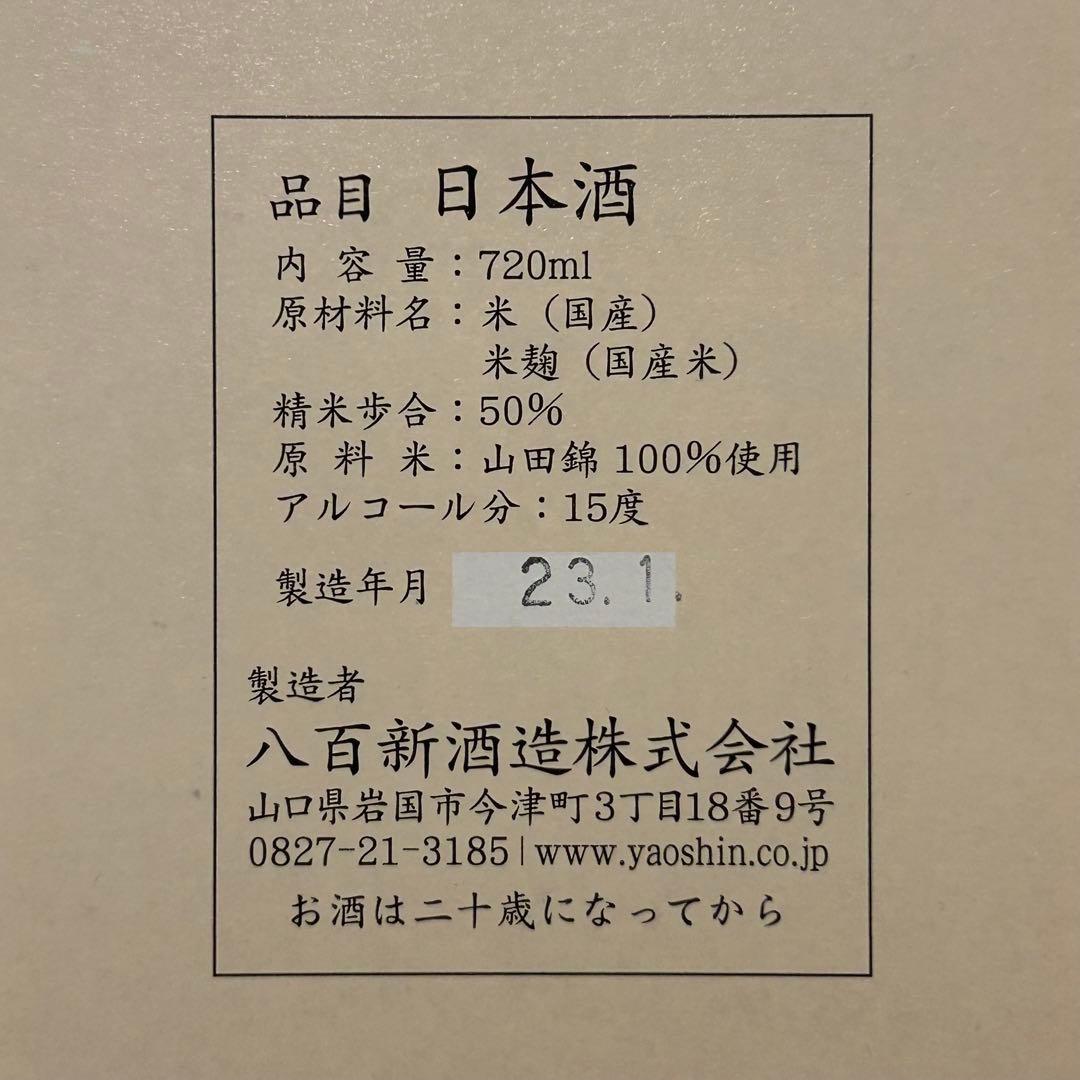 品目 日本酒
内容量：720ml
原材料名：米（国産）
米麹（国産米）
精米歩合：50%
原料米：山田錦 100%使用
アルコール分：15度
製造年月 23.1.
製造者
八百新酒造株式会社
山口県岩国市今津町3丁目18番9号
0827-21-3185|www.yaoshin.co.jp
お酒は二十歳になってから